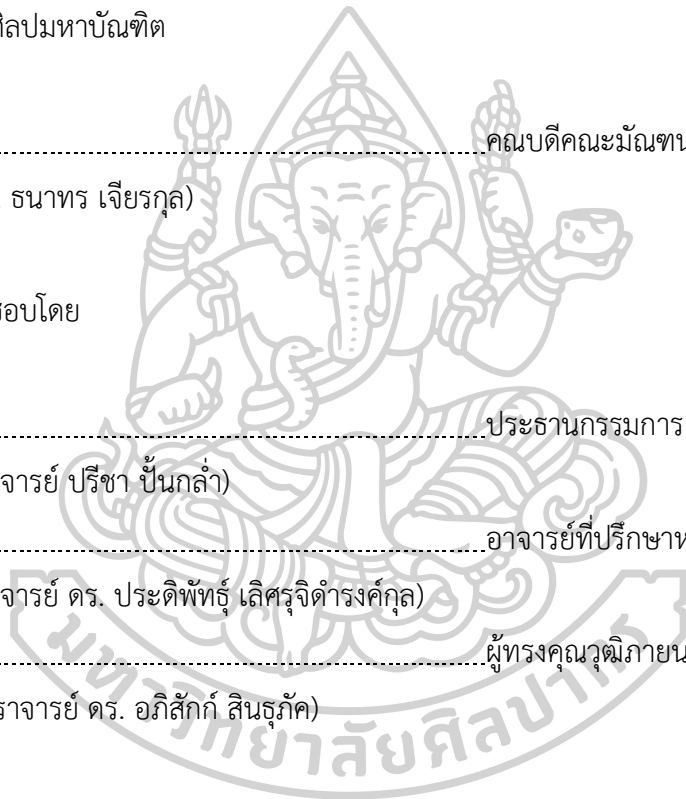 ศิลปมหาบัณฑิต
คณบดีคณะมัณฑน
ธนาทร เจียรกุล)
สอบโดย
ประธานกรรมการ
จารย์ ปรีชา ปั้นกล่ำ)
อาจารย์ที่ปรึกษาห
จารย์ ดร. ประดิพัทธุ์ เลิศรุจิดำรงค์กุล)
ผู้ทรงคุณวุฒิภายน
ราจารย์ ดร. อภิสักก์ สินธุภัค)
มหาวิทยาลัยศิลปากร